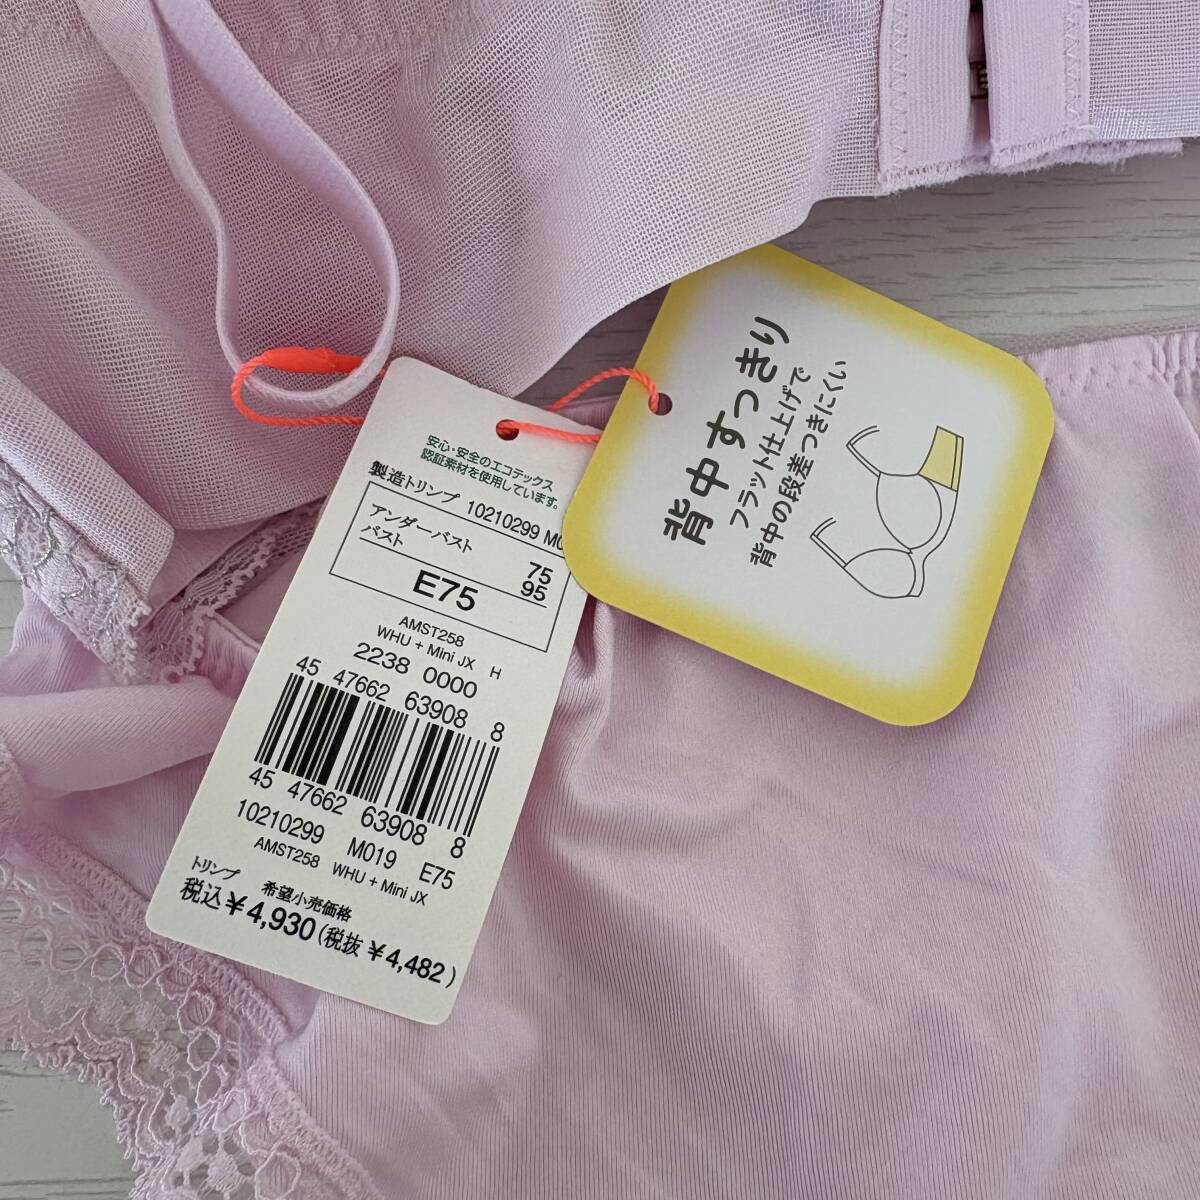 安心・安全のエコテックス
認証素材を使用しています。
製造トリンプ 10210299 M0
アンダーバスト 75
バスト 95
E75
AMST258
WHU + Mini JX H
2238 0000
45 47662 63908 8
45 47662 63908 8
10210299 M019 E75
AMST258 WHU + Mini JX
トリンプ 希望小売価格
税込¥4,930(税抜 ¥4,482)
背中すっきり
フラット仕上げで
背中の段差つきにくい